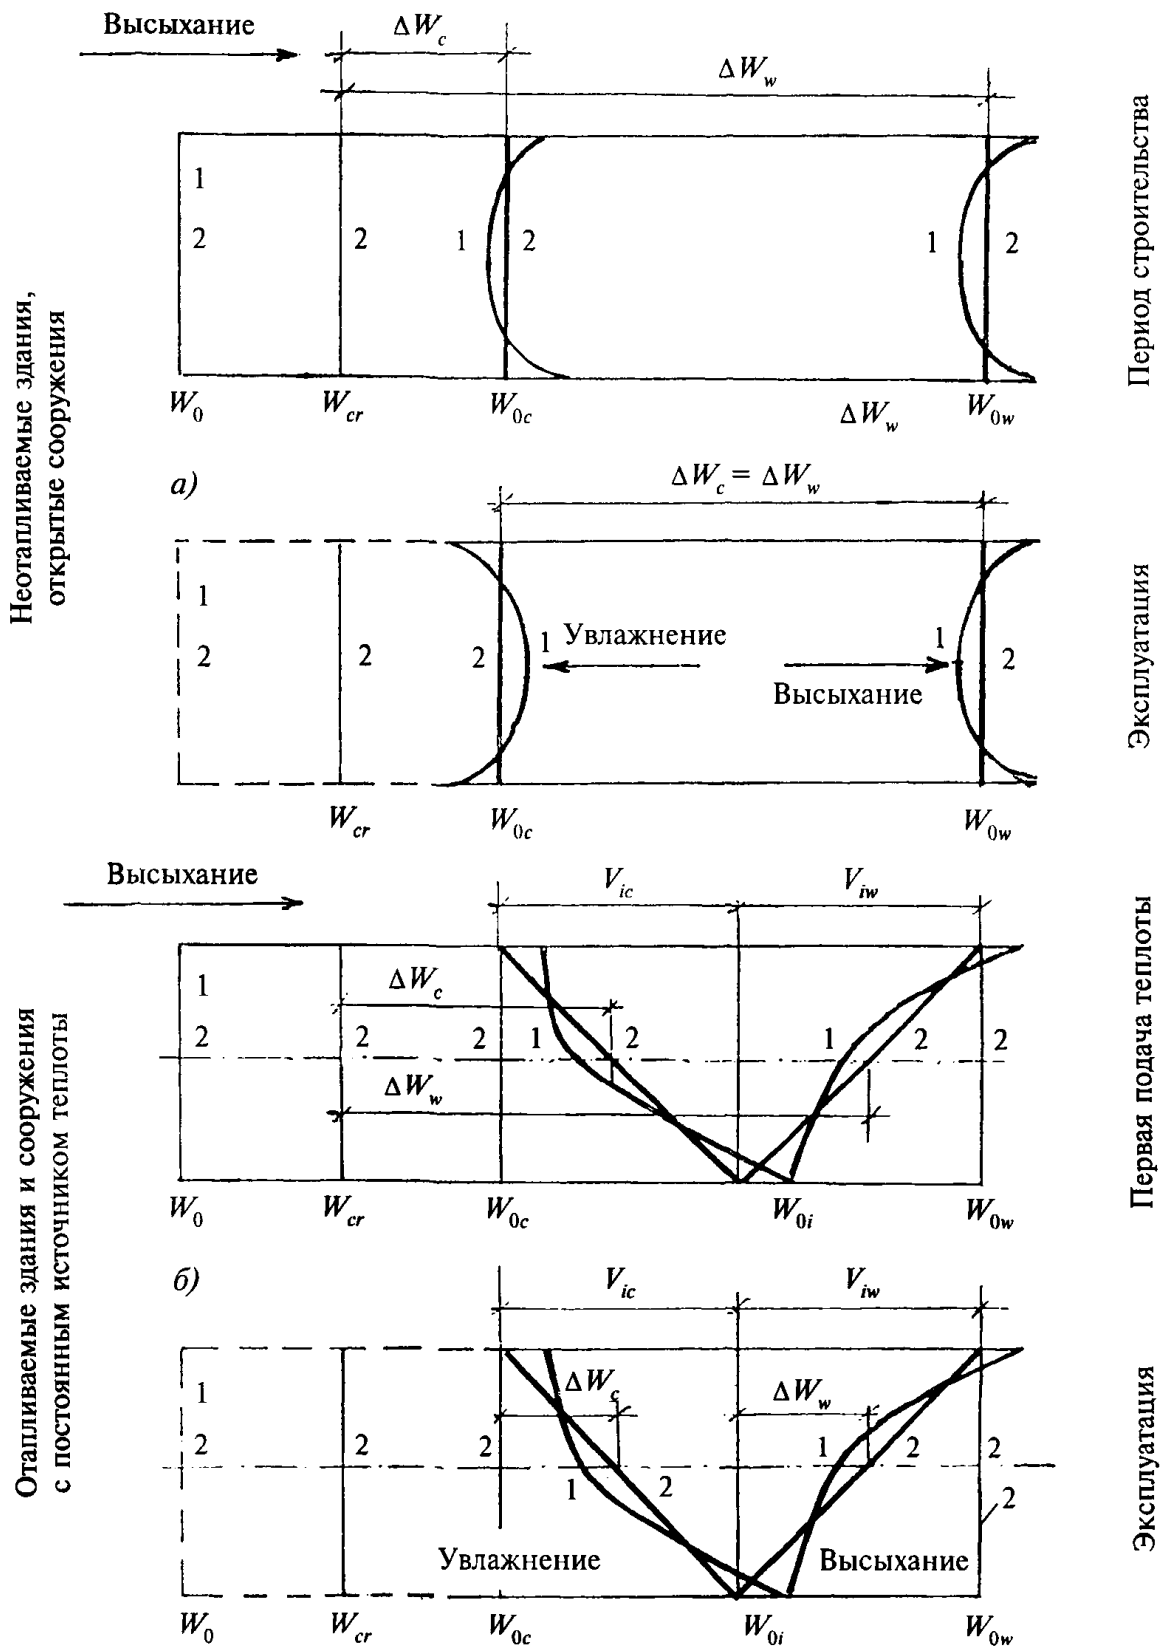 Высыхание
ΔW_c
ΔW_w
1
2
2
1
2
1
2
W_0
W_cr
W_0c
ΔW_w
W_0w
Период строительства
Неотапливаемые здания,
открытые сооружения
а)
ΔW_c = ΔW_w
1
2
2
2
1
Увлажнение
Высыхание
1
2
W_cr
W_0c
W_0w
Эксплуатация
Высыхание
V_ic
V_iw
1
ΔW_c
2
2
2
1
2
1
2
2
ΔW_w
W_0
W_cr
W_0c
W_0i
W_0w
Первая подача теплоты
Отапливаемые здания и сооружения
с постоянным источником теплоты
б)
V_ic
V_iw
1
ΔW_c
ΔW_w
2
2
2
1
2
1
2
2
2
Увлажнение
Высыхание
W_0
W_cr
W_0c
W_0i
W_0w
Эксплуатация